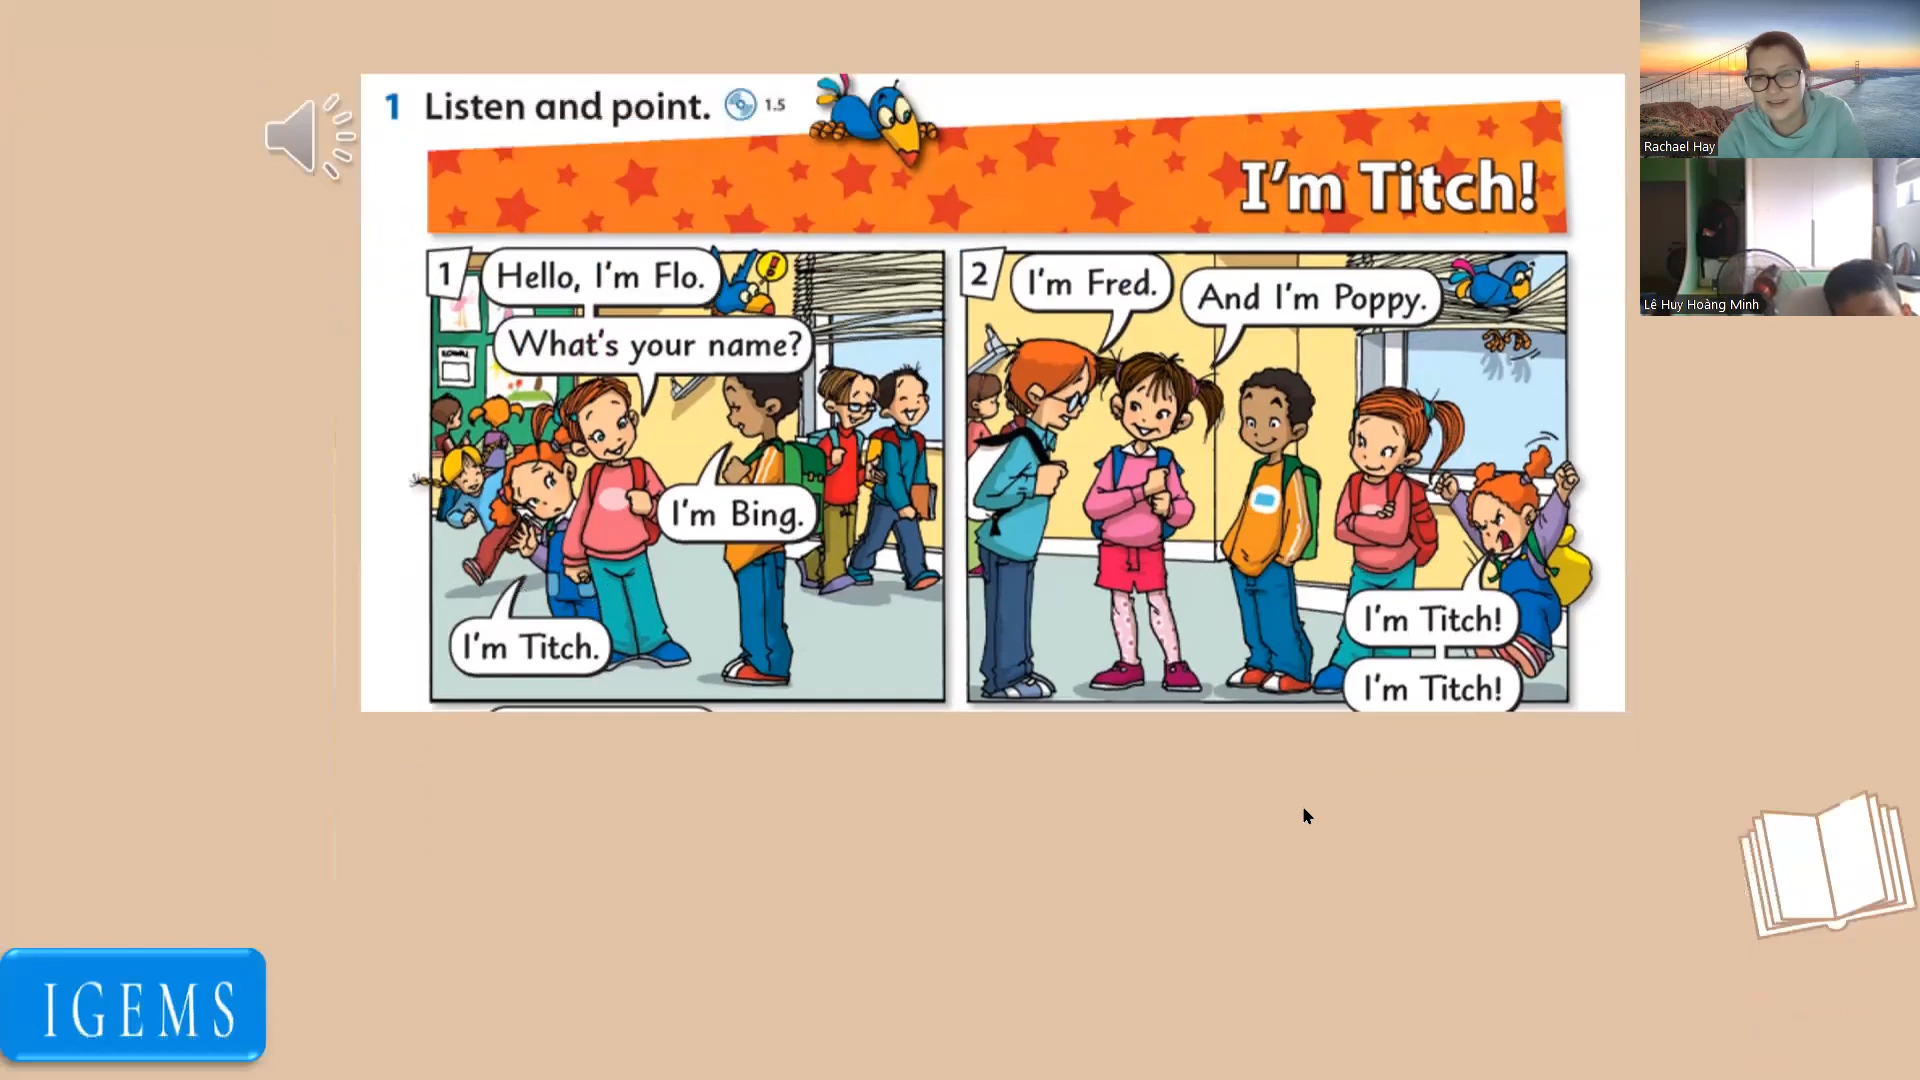 1 Listen and point. 1.5
I'm Titch!
1
Hello, I'm Flo.
What's your name?
I'm Bing.
I'm Titch.
2
I'm Fred.
And I'm Poppy.
I'm Titch!
I'm Titch!
Rachael Hay
Lê Huy Hoàng Minh
IGEMS